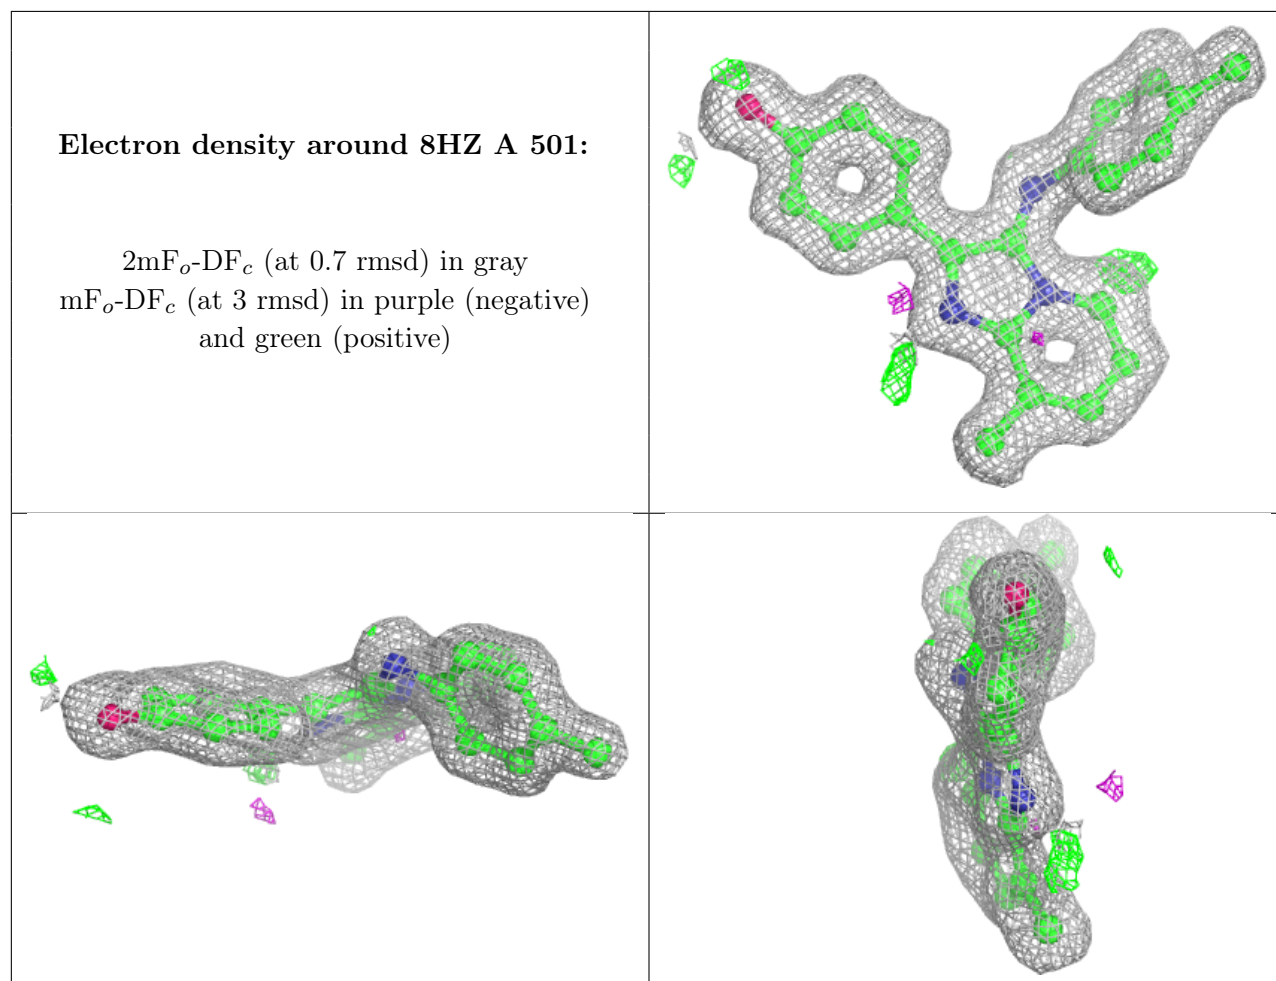 Electron density around 8HZ A 501:
2mFo-DFc (at 0.7 rmsd) in gray
mFo-DFc (at 3 rmsd) in purple (negative)
and green (positive)